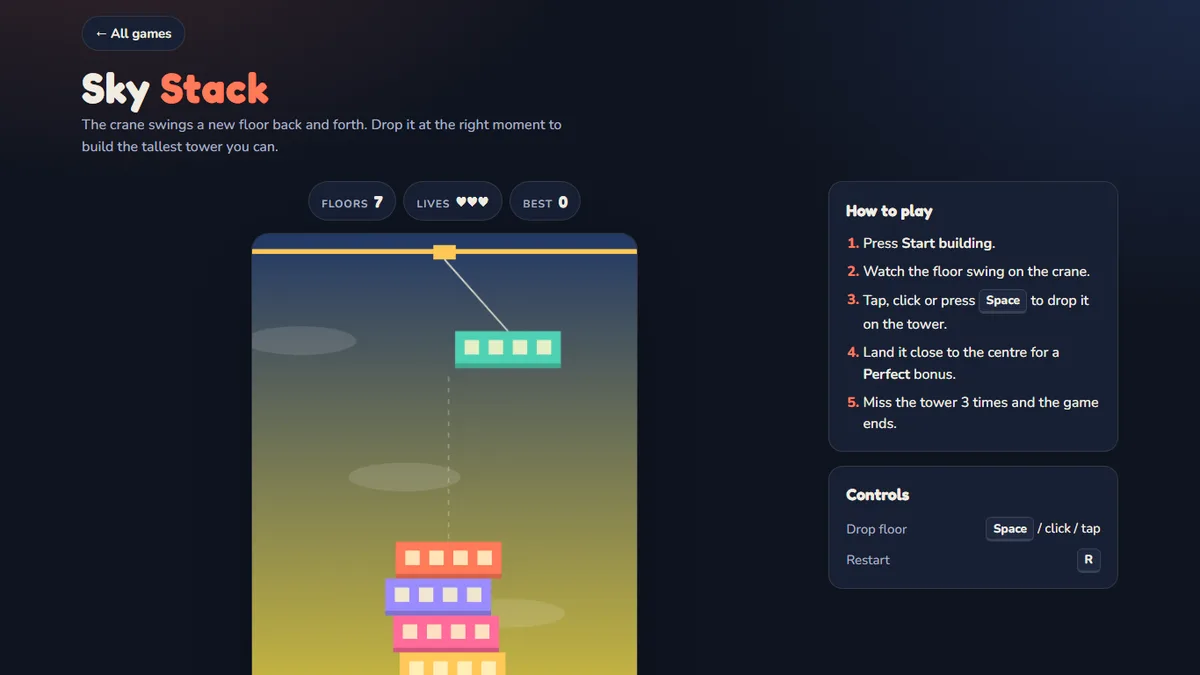 ← All games
Sky Stack
The crane swings a new floor back and forth. Drop it at the right moment to
build the tallest tower you can.
FLOORS 7
LIVES ♥♥♥
BEST 0
How to play
1. Press Start building.
2. Watch the floor swing on the crane.
3. Tap, click or press Space to drop it
on the tower.
4. Land it close to the centre for a
Perfect bonus.
5. Miss the tower 3 times and the game
ends.
Controls
Drop floor Space / click / tap
Restart R